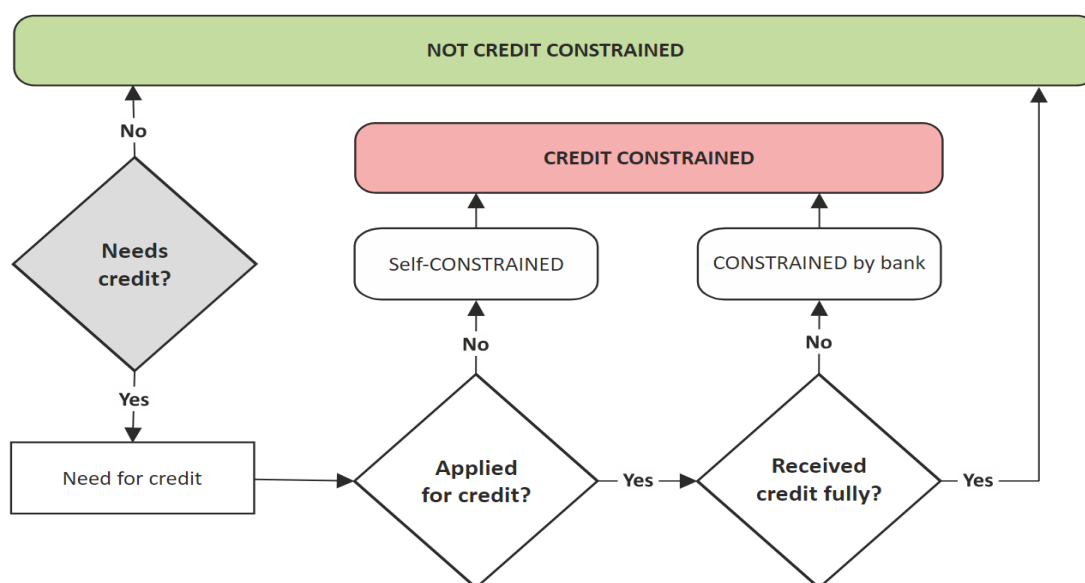 NOT CREDIT CONSTRAINED
No
CREDIT CONSTRAINED
Needs
credit?
Self-CONSTRAINED
CONSTRAINED by bank
No
No
Yes
Need for credit
Applied
for credit?
Yes
Received
credit fully?
Yes